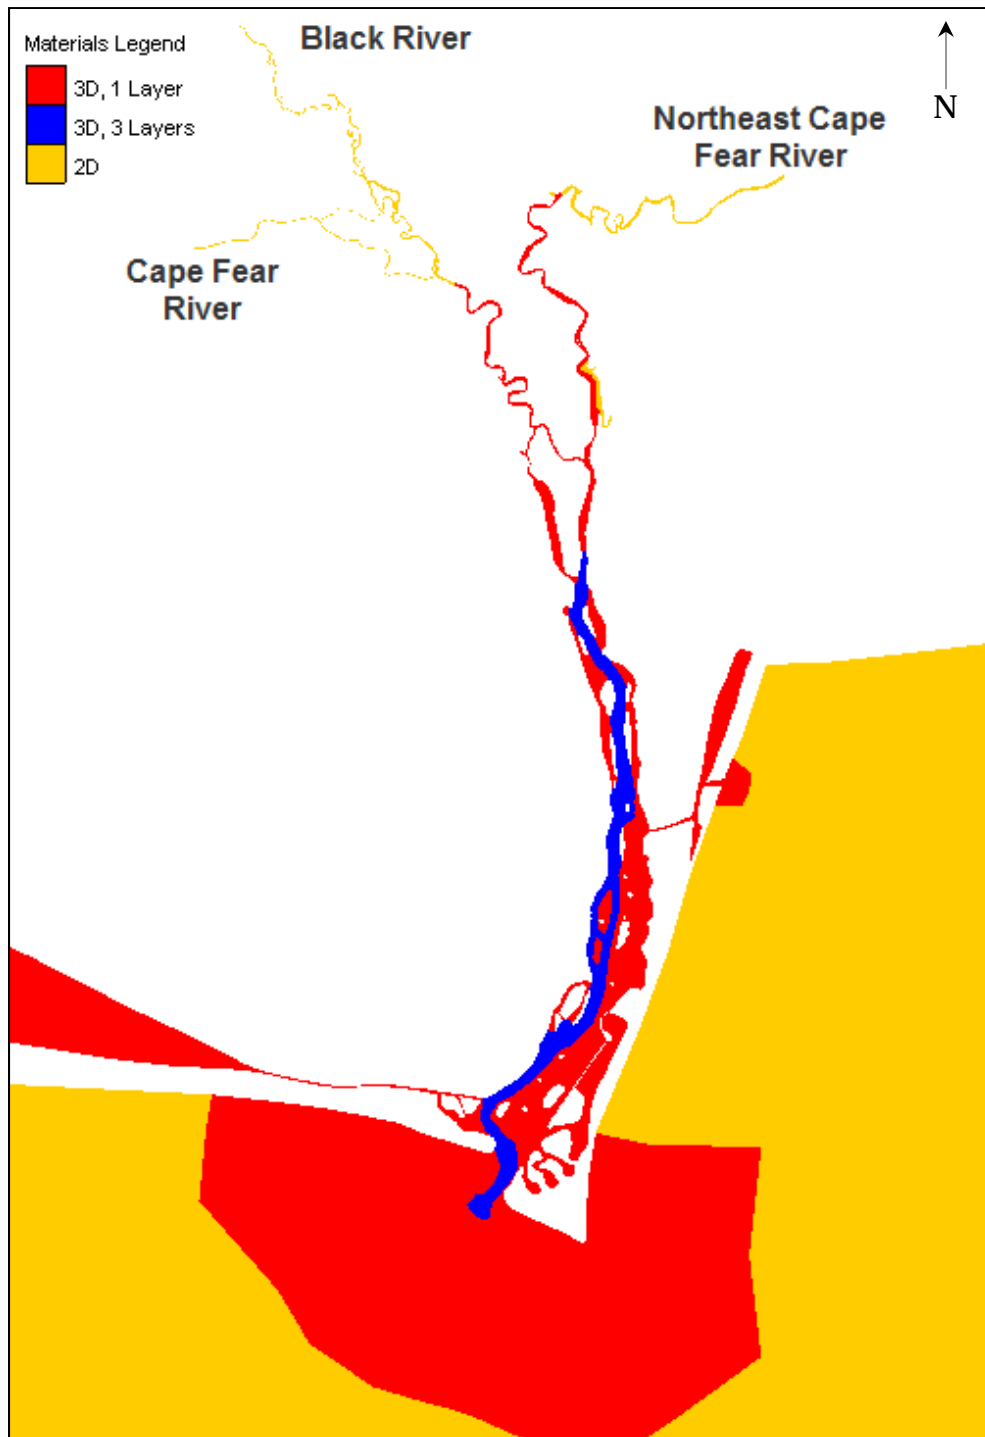 Black River
Materials Legend
3D, 1 Layer
3D, 3 Layers
2D
N
Northeast Cape
Fear River
Cape Fear
River